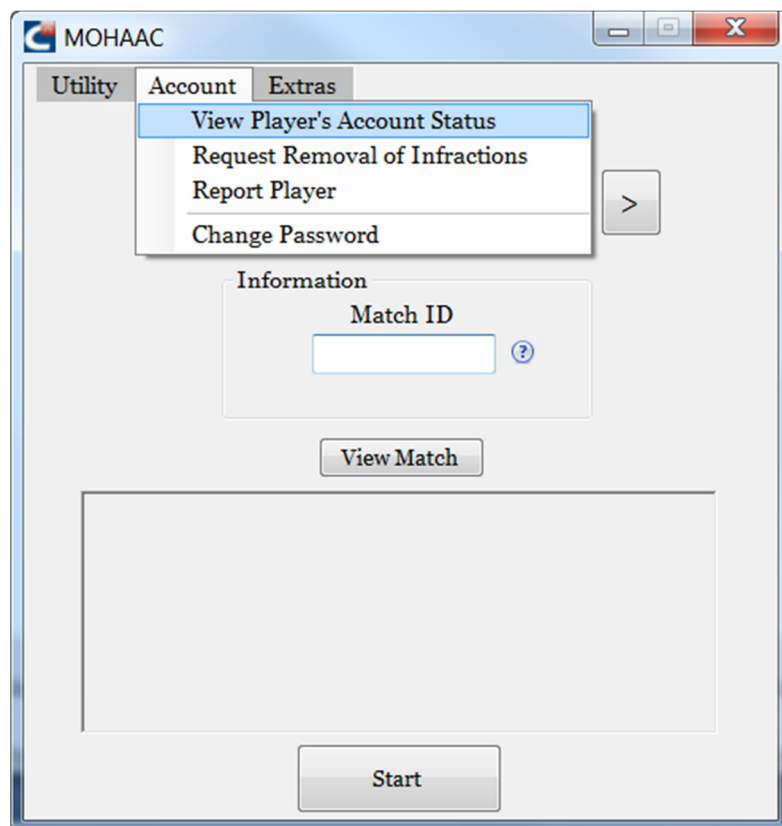 MOHAAC
Utility Account Extras
View Player's Account Status
Request Removal of Infractions
Report Player
>
Change Password
Information
Match ID
?
View Match
Start